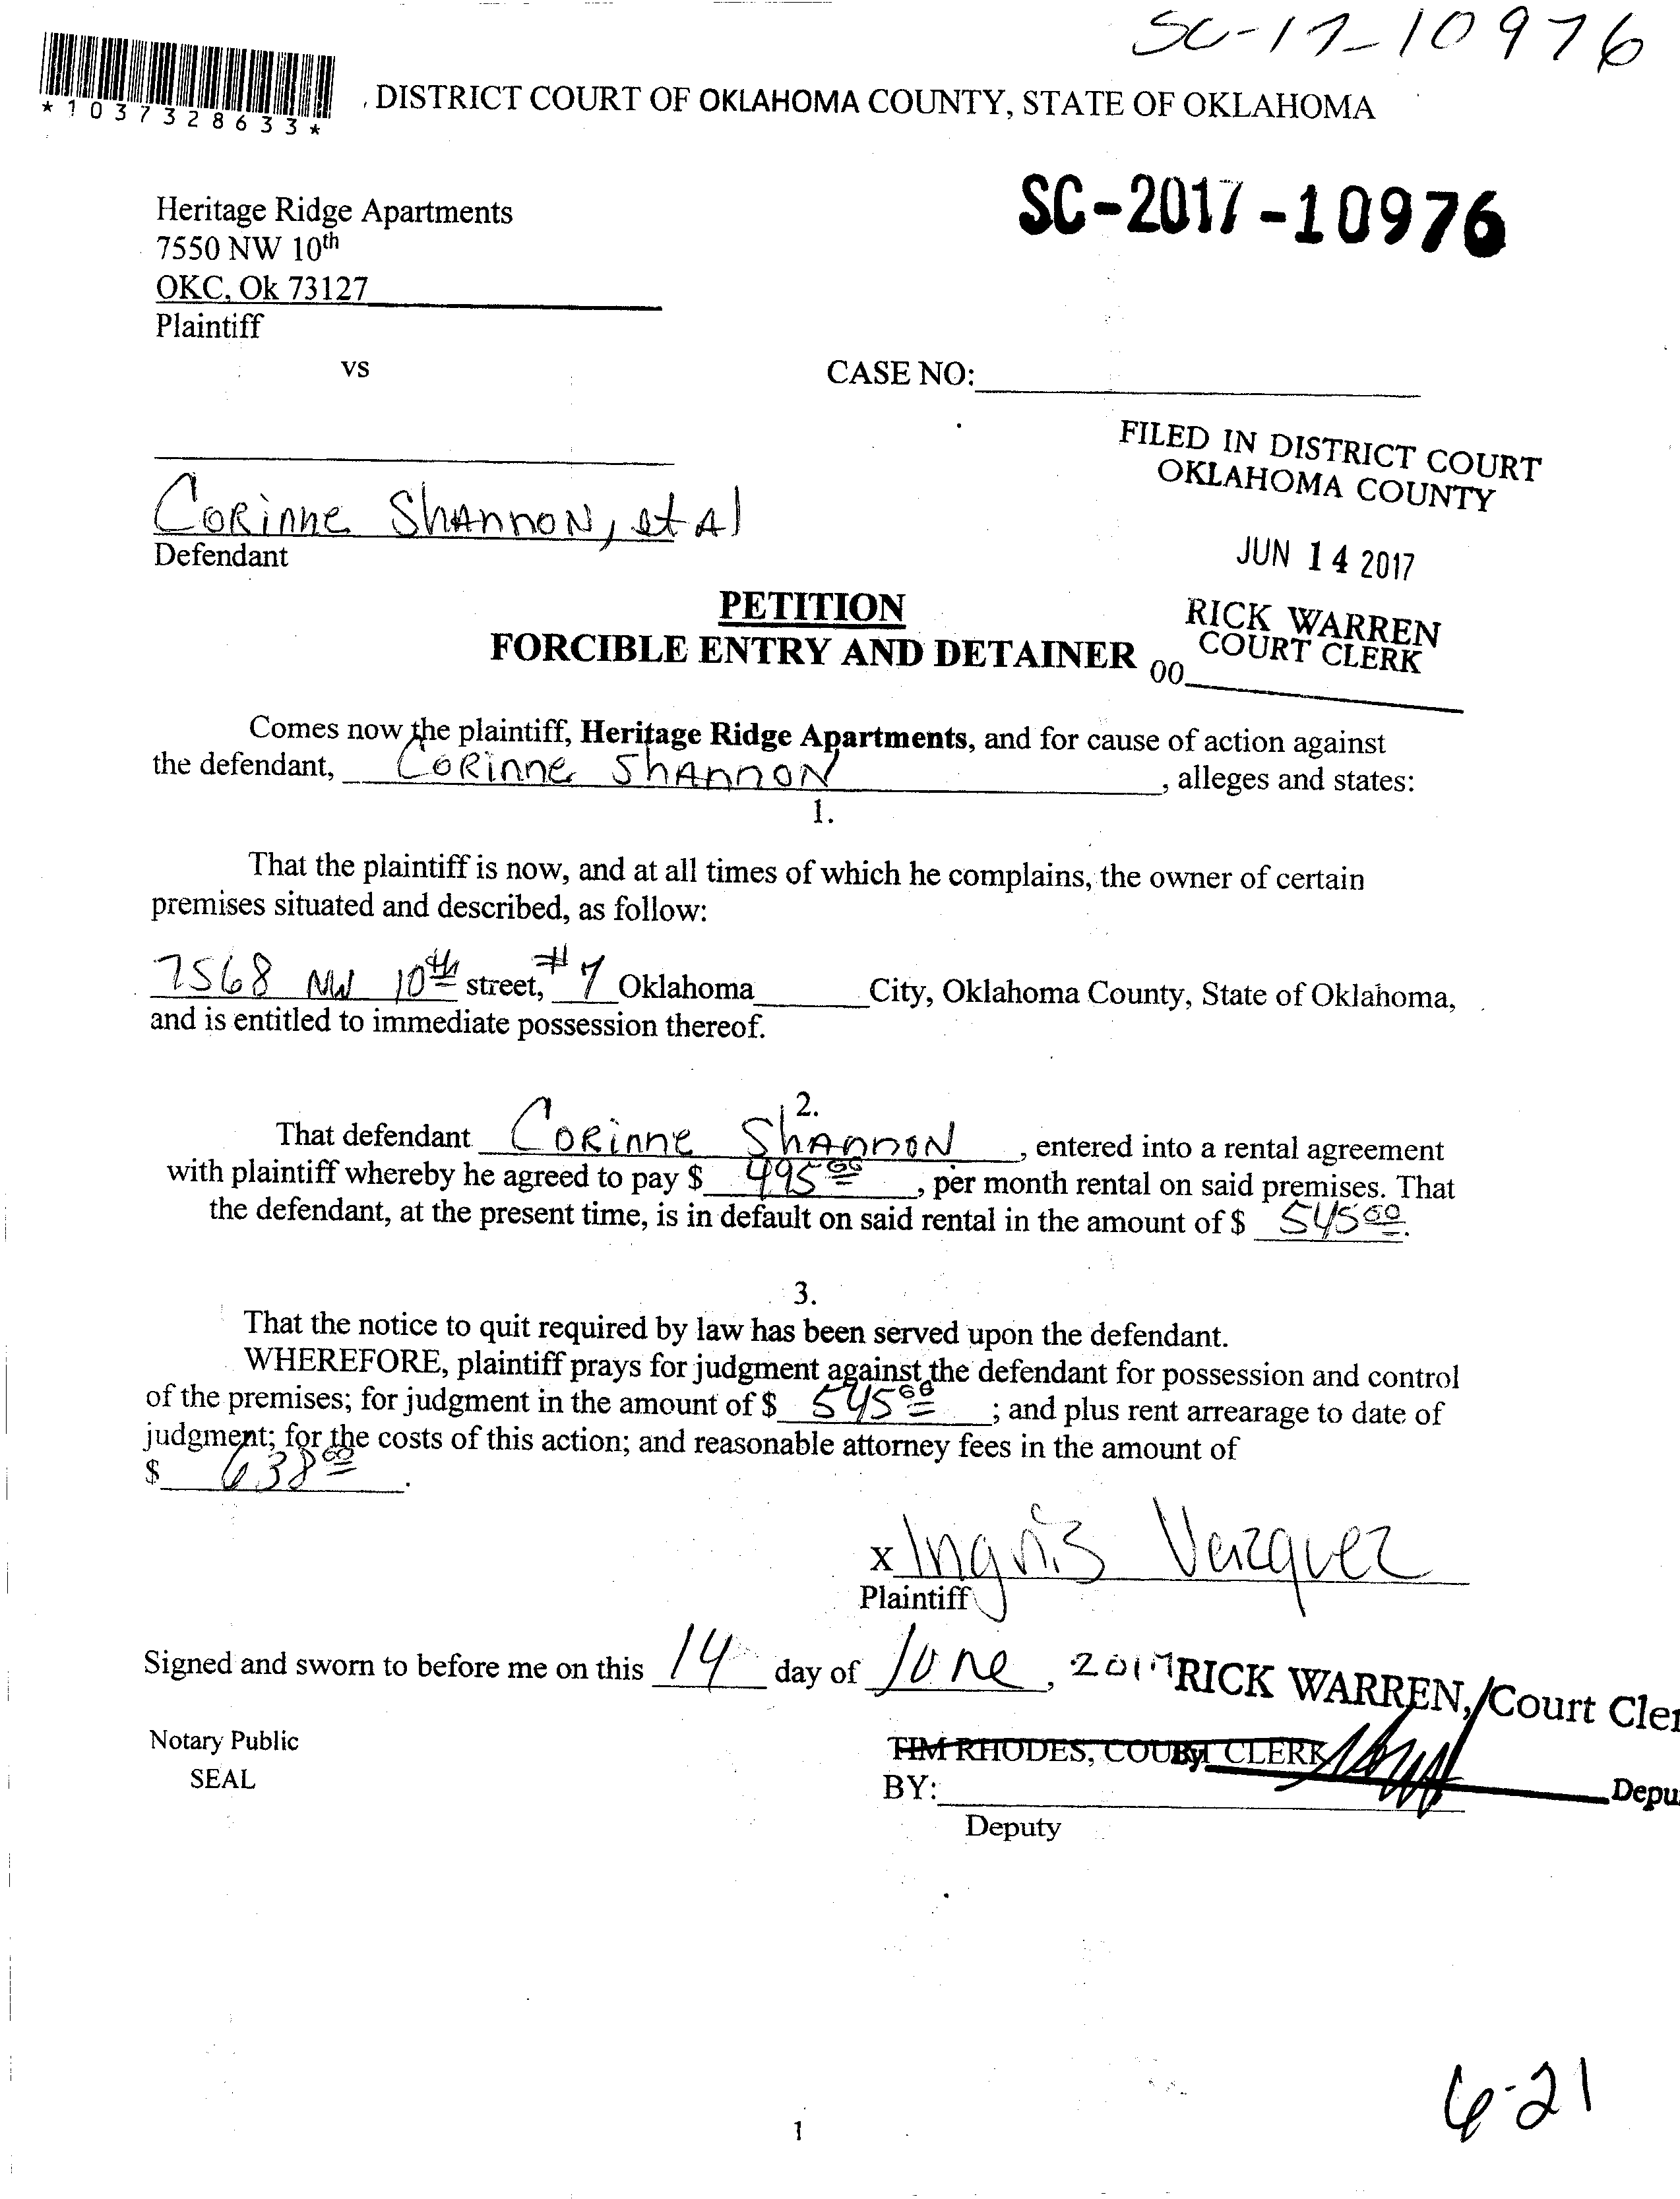 SC-17-10976
*1037328633*
DISTRICT COURT OF OKLAHOMA COUNTY, STATE OF OKLAHOMA
SC-2017-10976
Heritage Ridge Apartments
7550 NW 10th
OKC, Ok 73127
Plaintiff
vs
CASE NO:
FILED IN DISTRICT COURT
OKLAHOMA COUNTY
Corinne Shannon, et Al
Defendant
JUN 14 2017
PETITION
FORCIBLE ENTRY AND DETAINER
RICK WARREN
COURT CLERK
00
Comes now the plaintiff, Heritage Ridge Apartments, and for cause of action against
the defendant, Corinne Shannon, alleges and states:
1.
That the plaintiff is now, and at all times of which he complains, the owner of certain
premises situated and described, as follow:
7568 NW 10th street, #7 Oklahoma City, Oklahoma County, State of Oklahoma,
and is entitled to immediate possession thereof.
2.
That defendant Corinne Shannon, entered into a rental agreement
with plaintiff whereby he agreed to pay $ 495 00, per month rental on said premises. That
the defendant, at the present time, is in default on said rental in the amount of $ 545 00.
3.
That the notice to quit required by law has been served upon the defendant.
WHEREFORE, plaintiff prays for judgment against the defendant for possession and control
of the premises; for judgment in the amount of $ 545 00; and plus rent arrearage to date of
judgment; for the costs of this action; and reasonable attorney fees in the amount of
$ 638 00.
x Vazquez
Plaintiff
Signed and sworn to before me on this 14 day of June, 2017 RICK WARREN, Court Cler
Notary Public
SEAL
TIM RHODES, COURT CLERK
By
Depu
BY:
Deputy
6-21
1